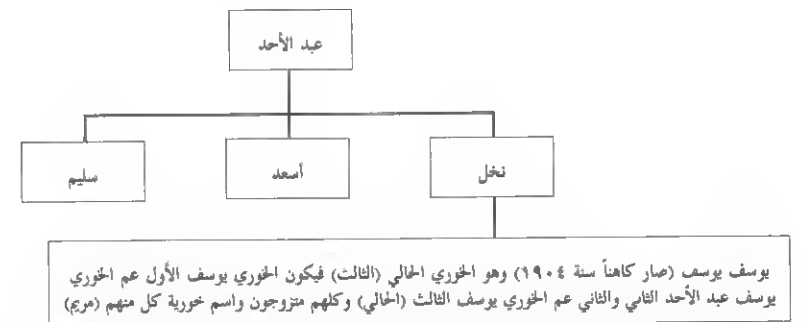 عبد الأحد
نخل
أسعد
سليم
يوسف يوسف (صار كاهناً سنة ١٩٠٤) وهو الخوري الحالي (الثالث) فيكون الخوري يوسف الأول عم الخوري
يوسف عبد الأحد الثاني والثاني عم الخوري يوسف الثالث (الحالي) وكلهم متزوجون واسم خورية كل منهم (مريم)